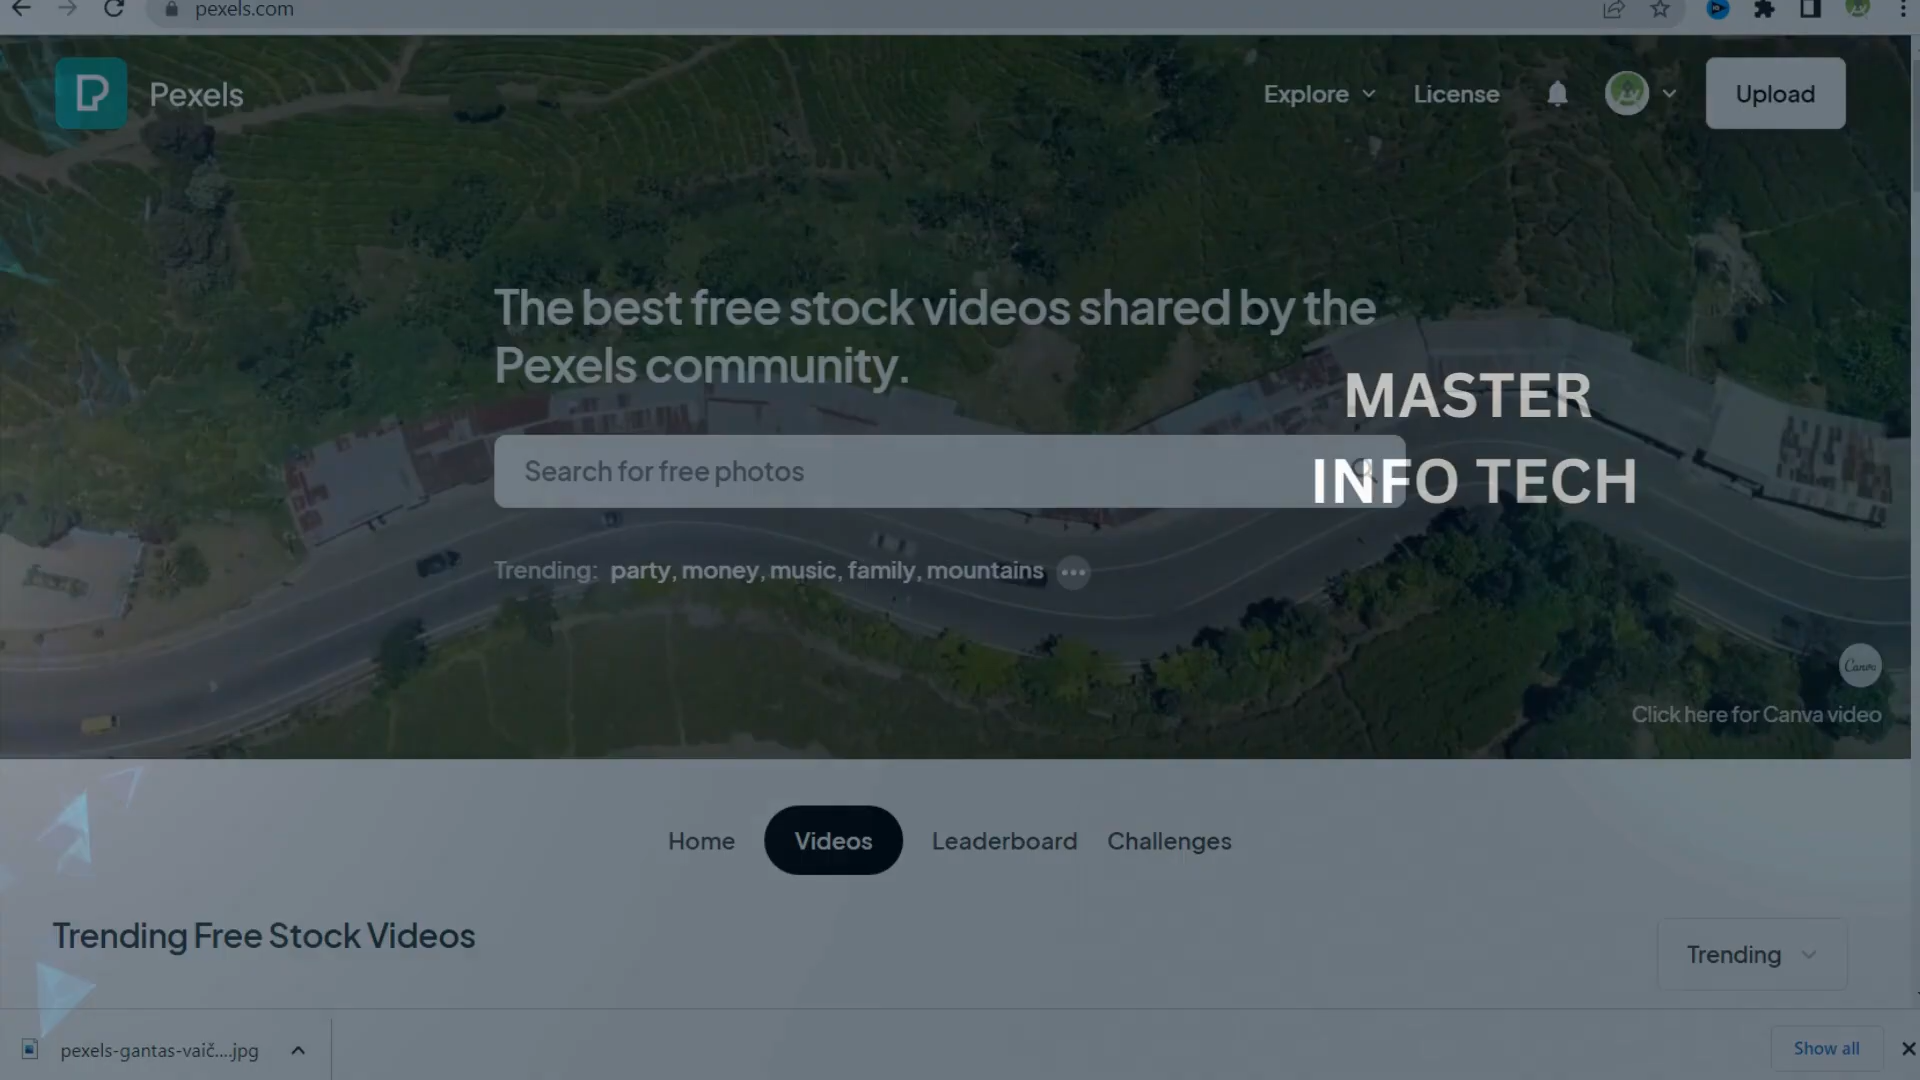 pexels.com
Pexels
Explore
License
Upload
The best free stock videos shared by the
Pexels community.
MASTER
INFO TECH
Search for free photos
Trending: party, money, music, family, mountains
Canva
Click here for Canva video
Home
Videos
Leaderboard
Challenges
Trending Free Stock Videos
Trending
pexels-gantas-vaič....jpg
Show all